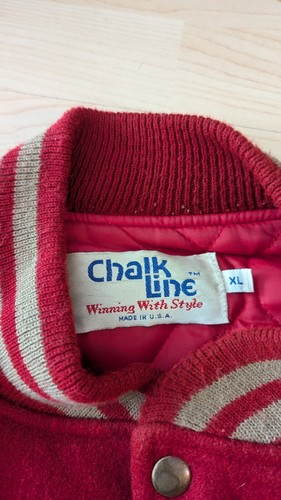 Chalk
Line™
XL
Winning With Style
MADE IN U.S.A.